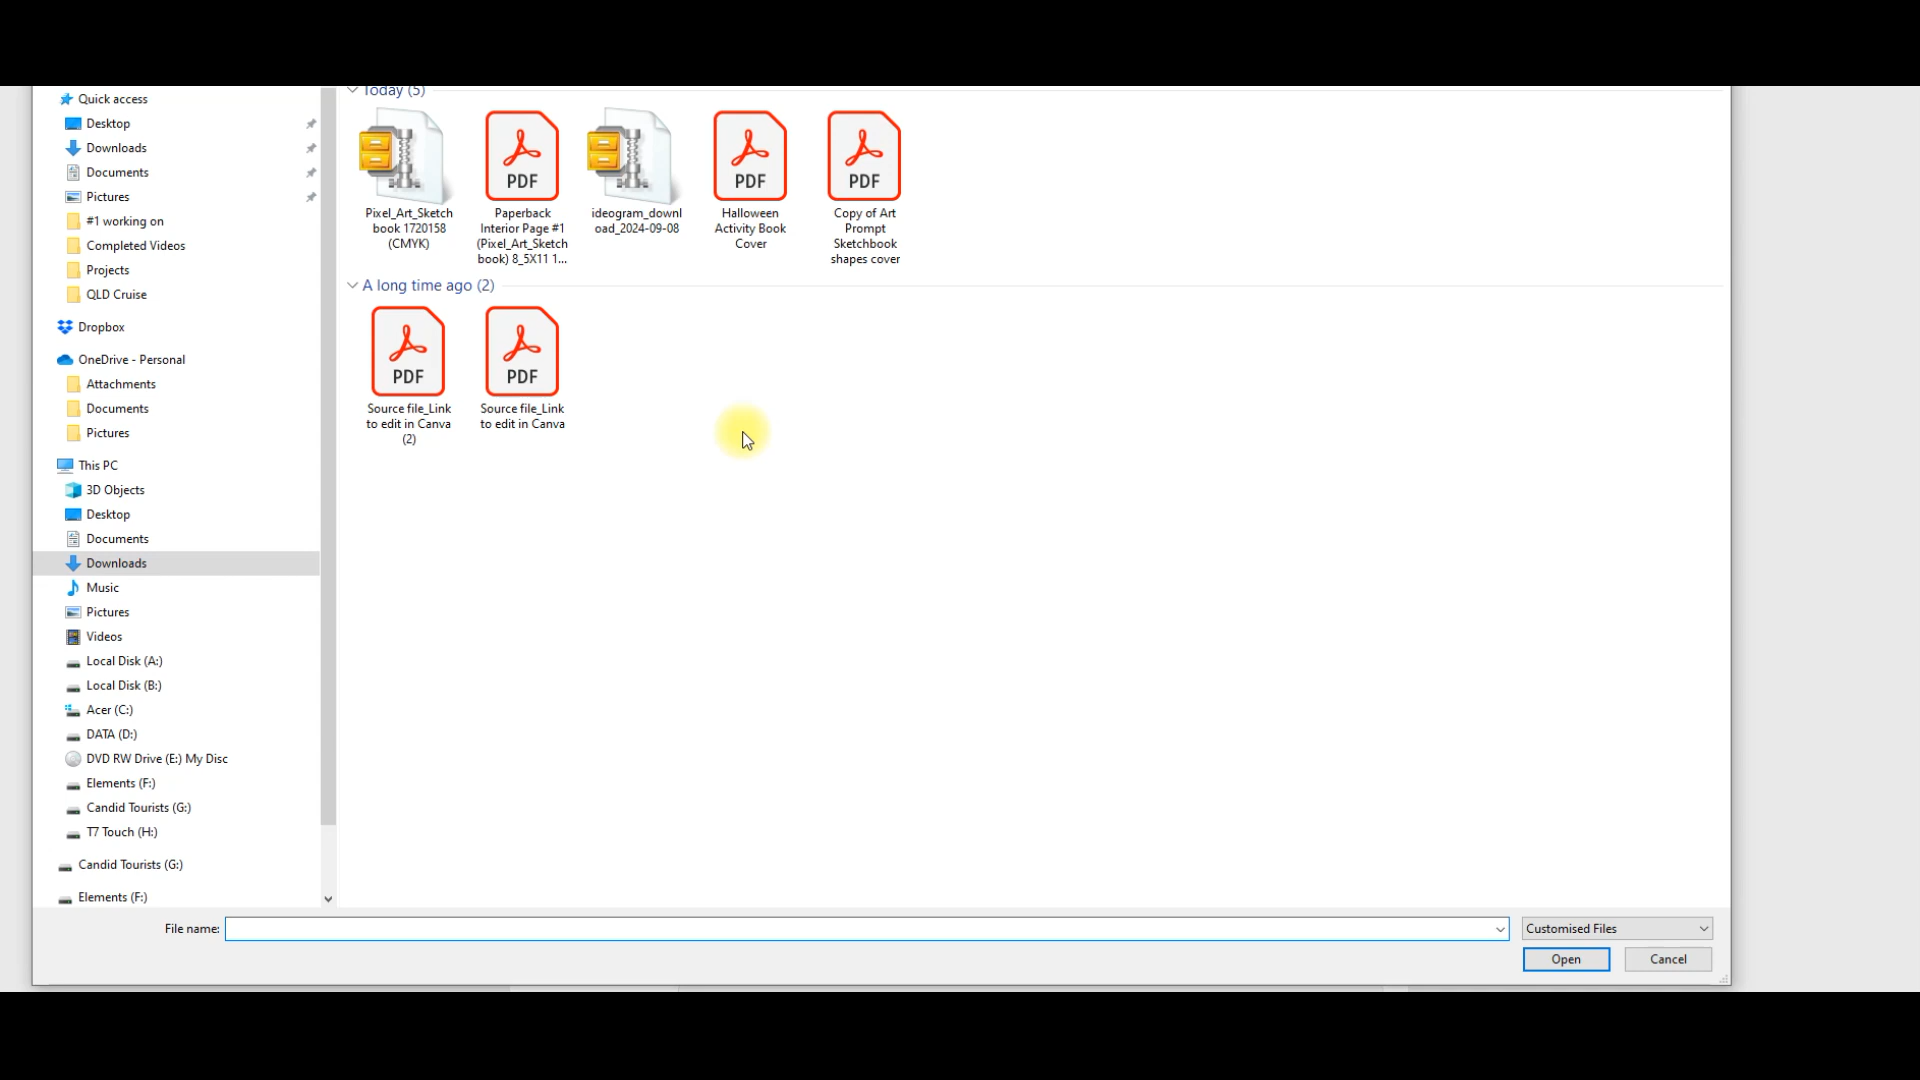 Quick access
Desktop
Downloads
Documents
Pictures
#1 working on
Completed Videos
Projects
QLD Cruise
Dropbox
OneDrive - Personal
Attachments
Documents
Pictures
This PC
3D Objects
Desktop
Documents
Downloads
Music
Pictures
Videos
Local Disk (A:)
Local Disk (B:)
Acer (C:)
DATA (D:)
DVD RW Drive (E:) My Disc
Elements (F:)
Candid Tourists (G:)
T7 Touch (H:)
Candid Tourists (G:)
Elements (F:)
Today (5)
PDF
PDF
PDF
Pixel_Art_Sketch
book 1720158
(CMYK)
Paperback
Interior Page #1
(Pixel_Art_Sketch
book) 8_5X11 1...
ideogram_downl
oad_2024-09-08
Halloween
Activity Book
Cover
Copy of Art
Prompt
Sketchbook
shapes cover
A long time ago (2)
PDF
PDF
Source file_Link
to edit in Canva
(2)
Source file_Link
to edit in Canva
File name:
Customised Files
Open
Cancel